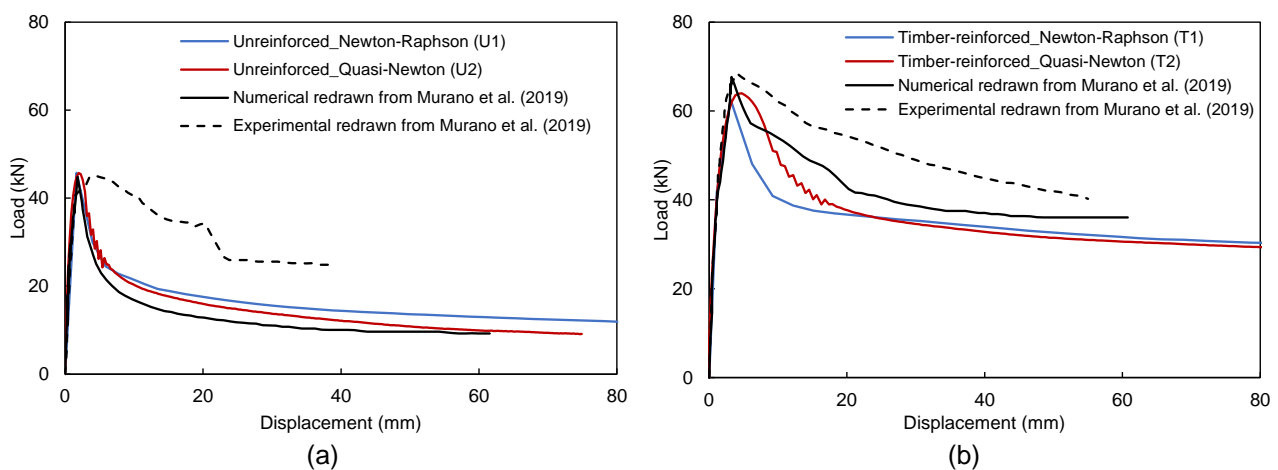 80
60
40
20
0
Load (kN)
Unreinforced_Newton-Raphson (U1)
Unreinforced_Quasi-Newton (U2)
Numerical redrawn from Murano et al. (2019)
Experimental redrawn from Murano et al. (2019)
0 20 40 60 80
Displacement (mm)
(a)
80
60
40
20
0
Load (kN)
Timber-reinforced_Newton-Raphson (T1)
Timber-reinforced_Quasi-Newton (T2)
Numerical redrawn from Murano et al. (2019)
Experimental redrawn from Murano et al. (2019)
0 20 40 60 80
Displacement (mm)
(b)